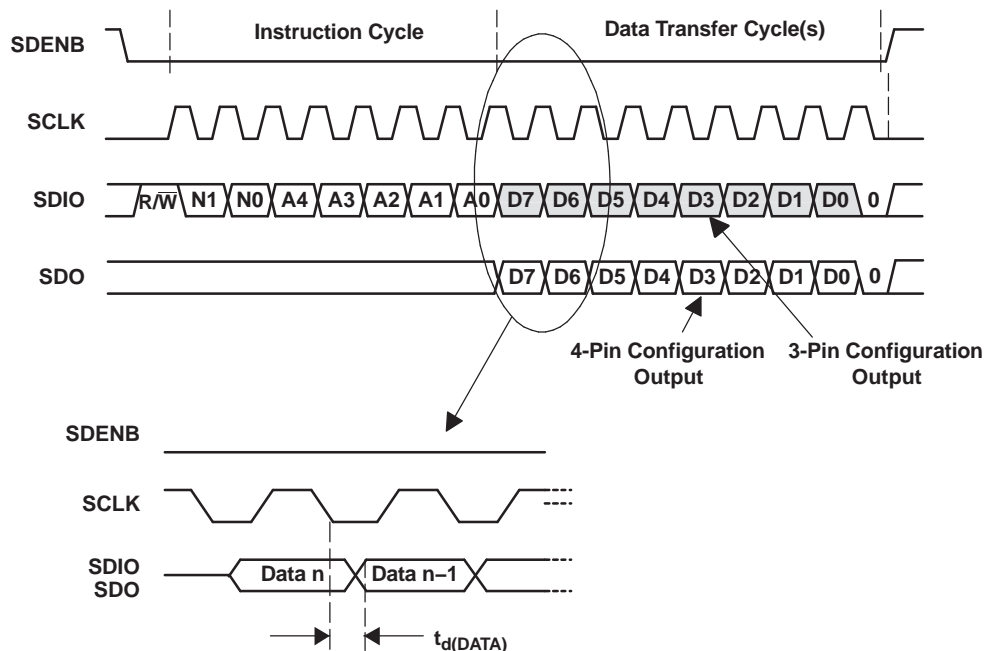 Instruction Cycle Data Transfer Cycle(s)
SDENB
SCLK
SDIO R/W̅ N1 N0 A4 A3 A2 A1 A0 D7 D6 D5 D4 D3 D2 D1 D0 0
SDO D7 D6 D5 D4 D3 D2 D1 D0 0
4-Pin Configuration 3-Pin Configuration
Output Output
SDENB
SCLK
SDIO
SDO
Data n Data n–1
td(DATA)